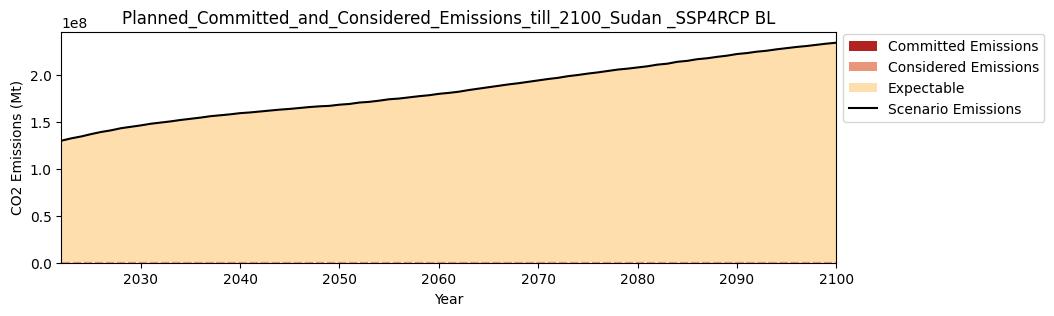 Planned_Committed_and_Considered_Emissions_till_2100_Sudan _SSP4RCP BL
1e8
2.0
1.5
1.0
0.5
0.0
CO2 Emissions (Mt)
2030 2040 2050 2060 2070 2080 2090 2100
Year
Committed Emissions
Considered Emissions
Expectable
Scenario Emissions